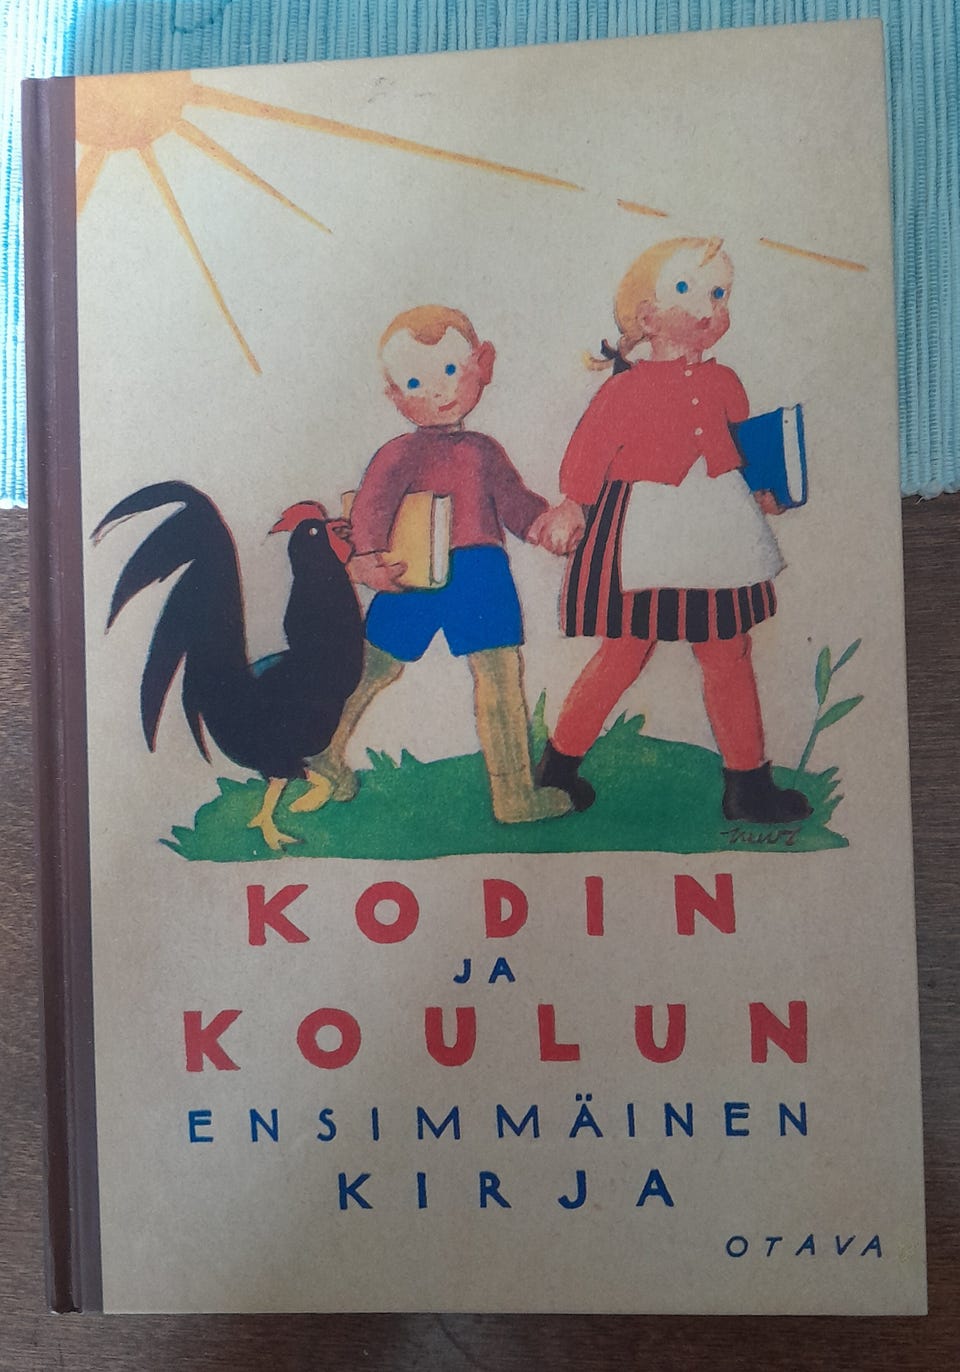 KODIN
JA
KOULUN
ENSIMMÄINEN
KIRJA
OTAVA